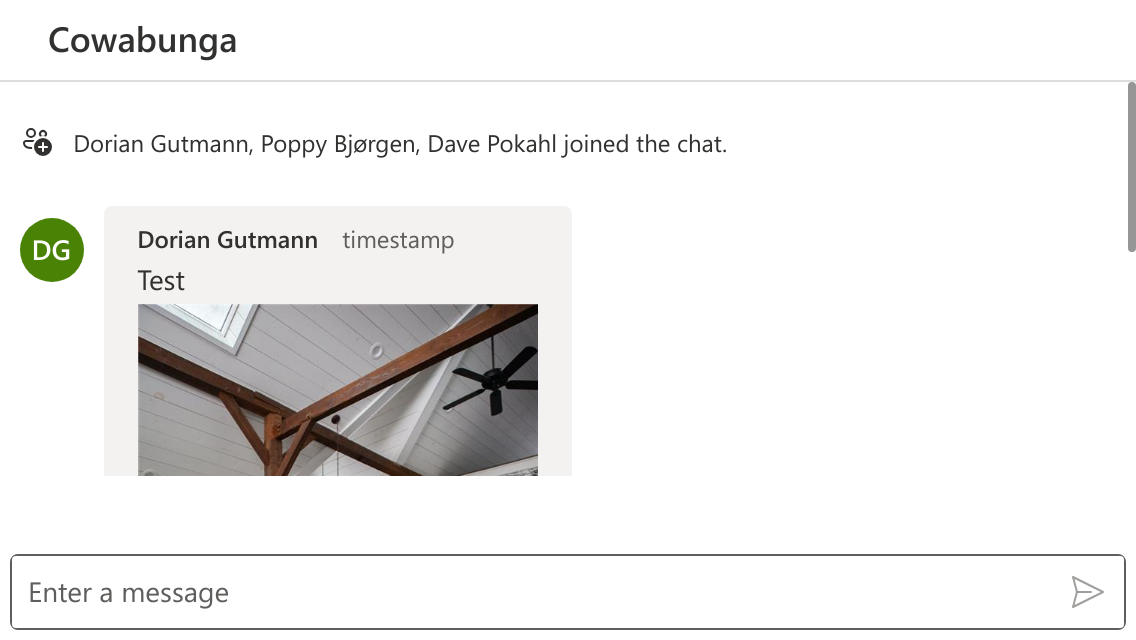 Cowabunga
Dorian Gutmann, Poppy Bjørgen, Dave Pokahl joined the chat.
DG
Dorian Gutmann timestamp
Test
Enter a message